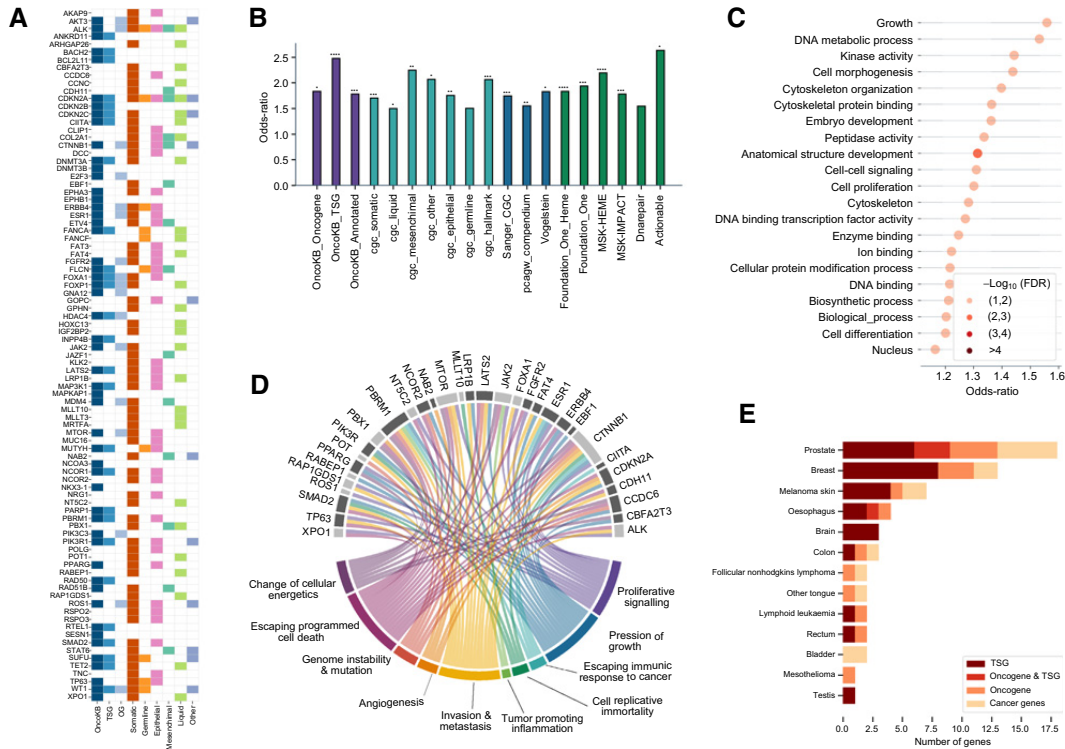 A
AKAP9
AKT3
ALK
ANKRD11
ARHGAP26
BACH2
BCL2L11
CBFA2T3
CCDC6
CCNC
CDH11
CDKN2A
CDKN2B
CDKN2C
CIITA
CLIP1
COL2A1
CTNNB1
DCC
DNMT3A
DNMT3B
E2F3
EBF1
EPHA3
EPHB1
ERBB4
ESR1
ETV4
FANCA
FANCF
FAT3
FAT4
FGFR2
FLCN
FOXA1
FOXP1
GNA12
GOPC
GPHN
HDAC4
HOXC13
IGF2BP2
INPP4B
JAK2
JAZF1
KLK2
LATS2
LRP1B
MAP3K1
MAPKAP1
MDM4
MLLT10
MLLT3
MRTFA
MTOR
MUC16
MUTYH
NAB2
NCOA3
NCOR1
NCOR2
NKX3-1
NRG1
NT5C2
PARP1
PBRM1
PBX1
PIK3C3
PIK3R1
POLG
POT1
PPARG
RABEP1
RAD50
RAD51B
RAP1GDS1
ROS1
RSPO2
RSPO3
RTEL1
SESN1
SMAD2
STAT6
SUFU
TET2
TNC
TP63
WT1
XPO1
OncoKB
TSG
OG
Somatic
Germline
Epithelial
Mesenchimal
Liquid
Other
B
Odds-ratio
2.5
2.0
1.5
1.0
0.5
0.0
* **** *** *** * *** * ** *** *** ** * **** *** **** *** *
OncoKB_Oncogene
OncoKB_TSG
OncoKB_Annotated
cgc_somatic
cgc_liquid
cgc_mesenchimal
cgc_other
cgc_epithelial
cgc_germline
cgc_hallmark
Sanger_CGC
pcagw_compendium
Vogelstein
Foundation_One_Heme
Foundation_One
MSK-HEME
MSK-IMPACT
Dnarepair
Actionable
C
Growth
DNA metabolic process
Kinase activity
Cell morphogenesis
Cytoskeleton organization
Cytoskeletal protein binding
Embryo development
Peptidase activity
Anatomical structure development
Cell-cell signaling
Cell proliferation
Cytoskeleton
DNA binding transcription factor activity
Enzyme binding
Ion binding
Cellular protein modification process
DNA binding
Biosynthetic process
Biological_process
Cell differentiation
Nucleus
−Log10 (FDR)
(1,2)
(2,3)
(3,4)
>4
1.2 1.3 1.4 1.5 1.6
Odds-ratio
D
XPO1
TP63
SMAD2
ROS1
RAP1GDS1
RABEP1
PPARG
POT
PIK3R
PBX1
PBRM1
NT5C2
NCOR2
NAB2
MTOR
MLLT10
LRP1B
LATS2
JAK2
FOXA1
FGFR2
FAT4
ESR1
ERBB4
EBF1
CTNNB1
CIITA
CDKN2A
CDH11
CCDC6
CBFA2T3
ALK
Change of cellular
energetics
Escaping programmed
cell death
Genome instability
& mutation
Angiogenesis
Invasion &
metastasis
Tumor promoting
inflammation
Cell replicative
immortality
Escaping immunic
response to cancer
Pression of
growth
Proliferative
signalling
E
Prostate
Breast
Melanoma skin
Oesophagus
Brain
Colon
Follicular nonhodgkins lymphoma
Other tongue
Lymphoid leukaemia
Rectum
Bladder
Mesothelioma
Testis
TSG
Oncogene & TSG
Oncogene
Cancer genes
0.0 2.5 5.0 7.5 10.0 12.5 15.0 17.5
Number of genes